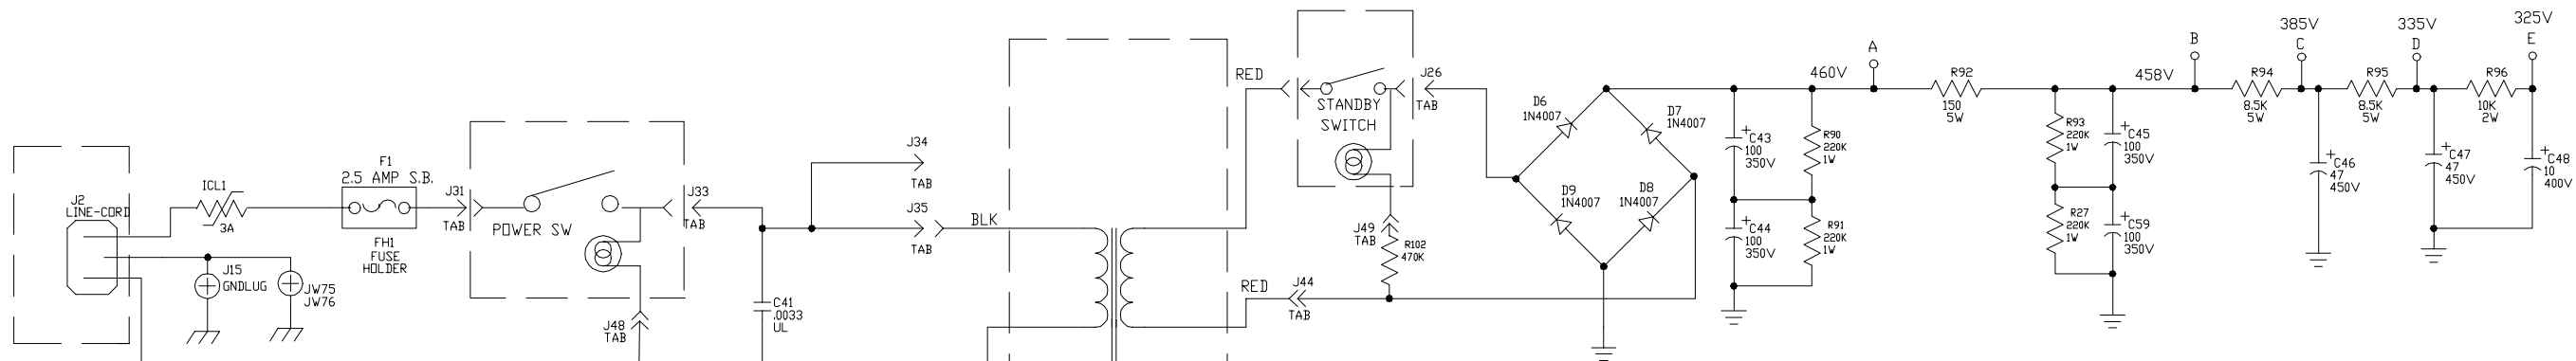 J2
LINE-CORD
ICL1
3A
J15
GNDLUG
JW75
JW76
F1
2.5 AMP S.B.
FH1
FUSE
HOLDER
J31
TAB
POWER SW
J33
TAB
J48
TAB
C41
.0033
UL
J34
TAB
J35
TAB
BLK
RED
RED
STANDBY
SWITCH
J26
TAB
J49
TAB
R102
470K
J44
TAB
D6
1N4007
D7
1N4007
D9
1N4007
D8
1N4007
+
C43
100
350V
+
C44
100
350V
R90
220K
1W
R91
220K
1W
460V
A
R92
150
5W
R93
220K
1W
R27
220K
1W
+
C45
100
350V
+
C59
100
350V
458V
B
R94
8.5K
5W
385V
C
+
C46
47
450V
R95
8.5K
5W
335V
D
+
C47
47
450V
R96
10K
2W
325V
E
+
C48
10
400V